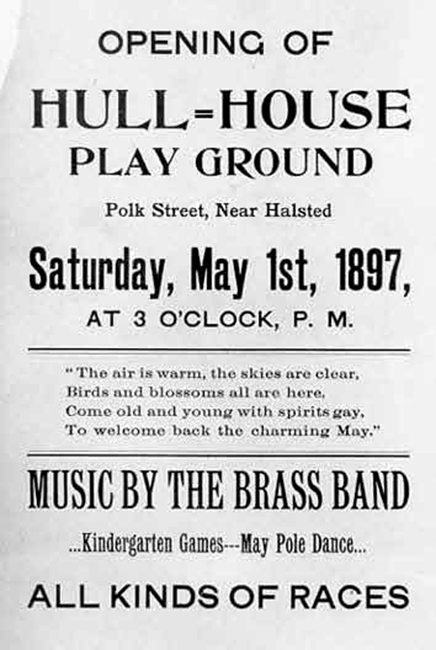 OPENING OF
HULL=HOUSE
PLAY GROUND
Polk Street, Near Halsted
Saturday, May 1st, 1897,
AT 3 O'CLOCK, P. M.
"The air is warm, the skies are clear,
Birds and blossoms all are here,
Come old and young with spirits gay,
To welcome back the charming May."
MUSIC BY THE BRASS BAND
...Kindergarten Games---May Pole Dance...
ALL KINDS OF RACES